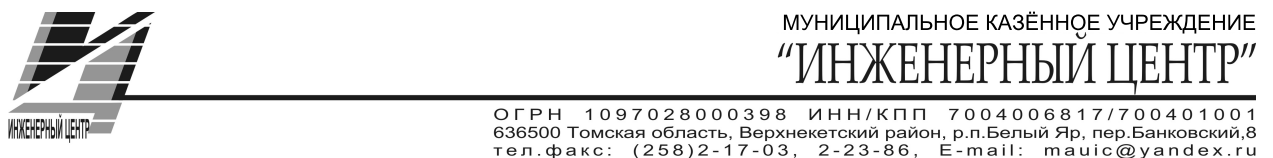 МУНИЦИПАЛЬНОЕ КАЗЁННОЕ УЧРЕЖДЕНИЕ
“ИНЖЕНЕРНЫЙ ЦЕНТР”
ИНЖЕНЕРНЫЙ ЦЕНТР
ОГРН 1097028000398 ИНН/КПП 7004006817/700401001
636500 Томская область, Верхнекетский район, р.п.Белый Яр, пер.Банковский,8
тел.факс: (258)2-17-03, 2-23-86, E-mail: mauic@yandex.ru